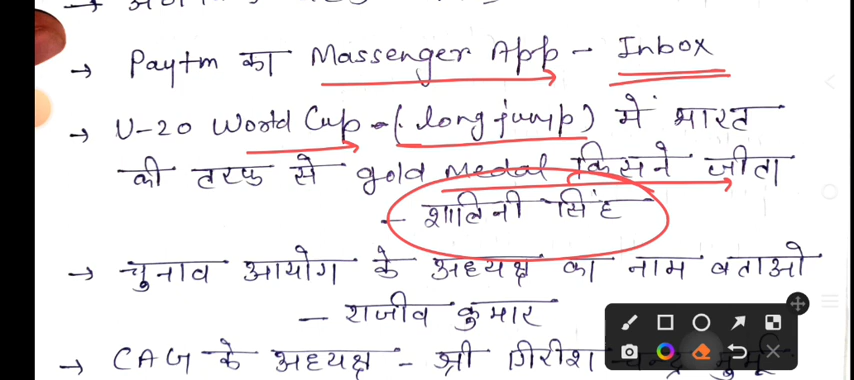 → Paytm का Massenger App - Inbox
→ U-20 World Cup - (long jump) में भारत
की तरफ से gold Medal किसने जीता
- शालिनी सिंह
→ चुनाव आयोग के अध्यक्ष का नाम बताओ
- राजीव कुमार
→ CAG के अध्यक्ष - श्री गिरीश